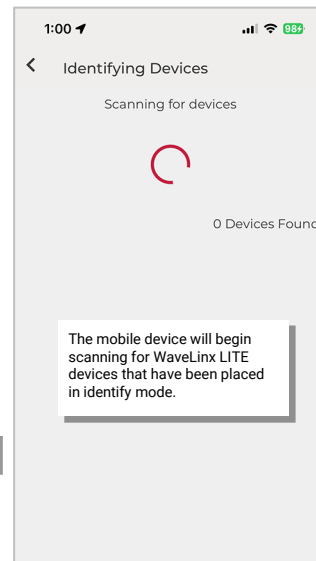 1:00
98
Identifying Devices
Scanning for devices
0 Devices Found
The mobile device will begin
scanning for WaveLinx LITE
devices that have been placed
in identify mode.